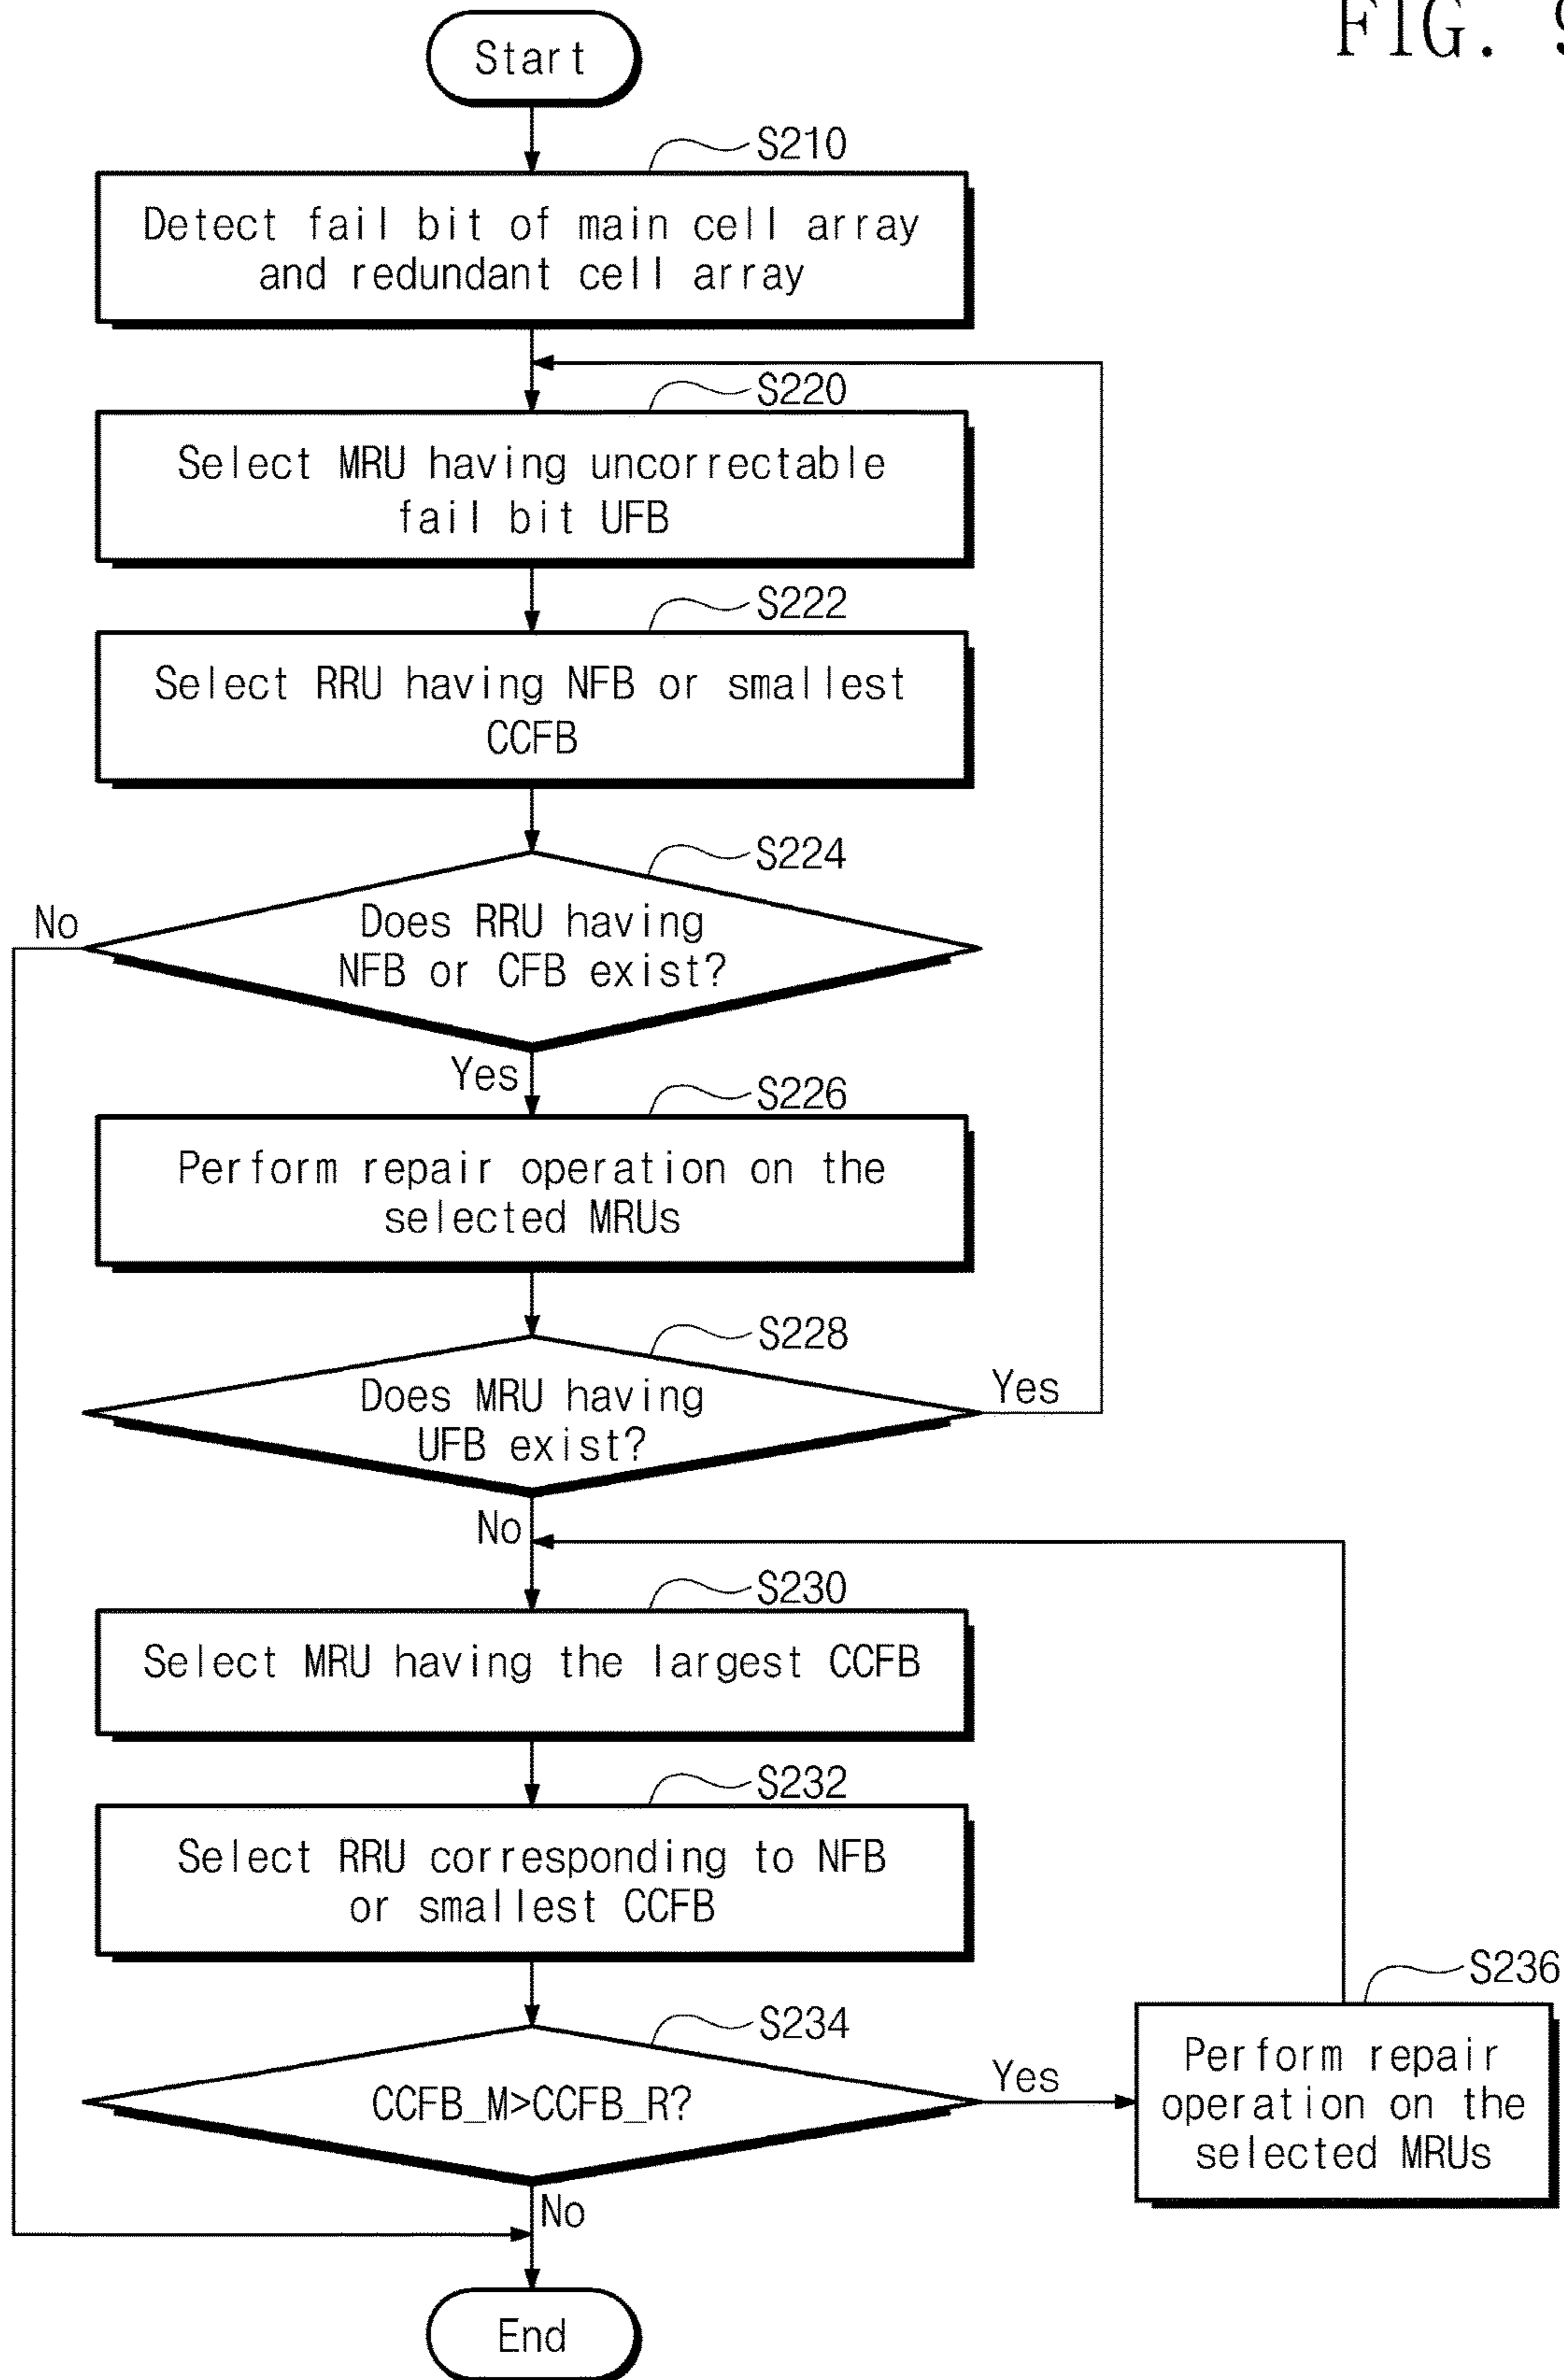 FIG. 9
Start
S210
Detect fail bit of main cell array
and redundant cell array
S220
Select MRU having uncorrectable
fail bit UFB
S222
Select RRU having NFB or smallest
CCFB
S224
No
Does RRU having
NFB or CFB exist?
Yes
S226
Perform repair operation on the
selected MRUs
S228
Does MRU having
UFB exist?
Yes
No
S230
Select MRU having the largest CCFB
S232
Select RRU corresponding to NFB
or smallest CCFB
S234
CCFB_M>CCFB_R?
Yes
S236
Perform repair
operation on the
selected MRUs
No
End